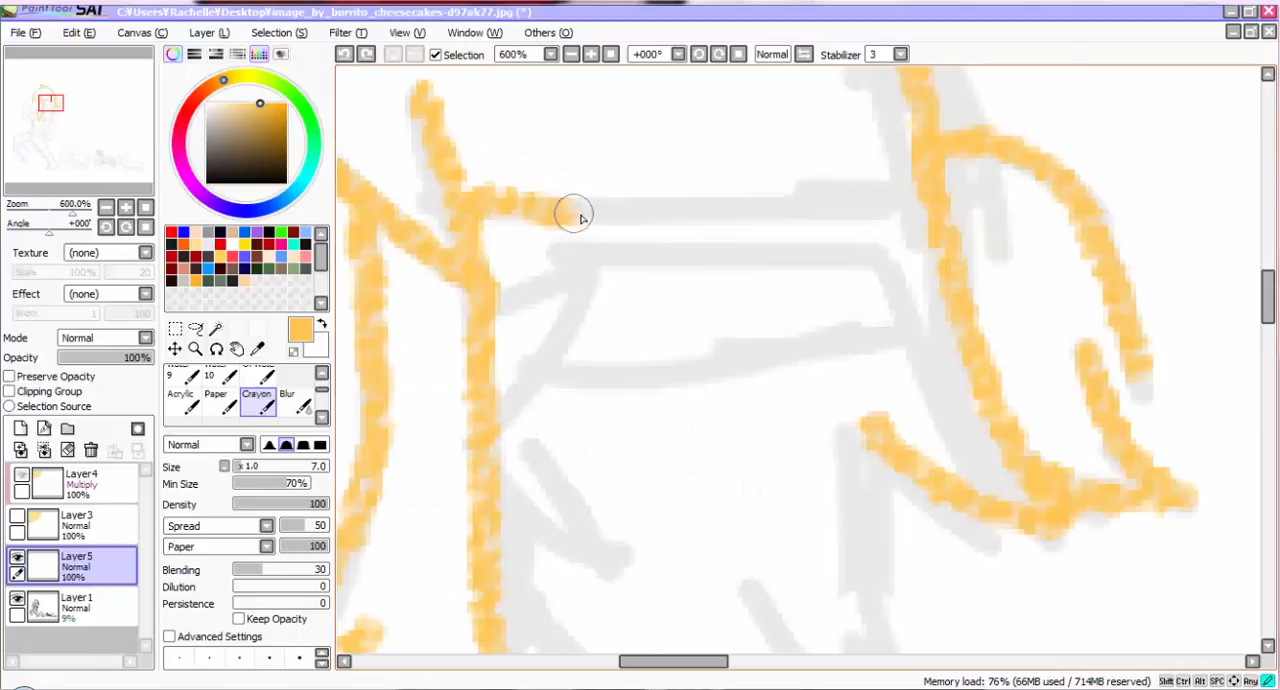 PaintTool SAI C:¥Users¥Rachelle¥Desktop¥image_by_burrito_cheesecakes-d97ak77.jpg (*)
File (F) Edit (E) Canvas (C) Layer (L) Selection (S) Filter (T) View (V) Window (W) Others (O)
Selection 600% +000° Normal Stabilizer 3
Zoom 600.0%
Angle +000°
Texture (none)
Scale 100% 20
Effect (none)
Width 1 100
Mode Normal
Opacity 100%
Preserve Opacity
Clipping Group
Selection Source
Layer4
Multiply
100%
Layer3
Normal
100%
Layer5
Normal
100%
Layer1
Normal
9%
9 10
Acrylic Paper Crayon Blur
Normal
Size x 1.0 7.0
Min Size 70%
Density 100
Spread 50
Paper 100
Blending 30
Dilution 0
Persistence 0
Keep Opacity
Advanced Settings
Memory load: 76% (66MB used / 714MB reserved) Shift Ctrl Alt SPC Any